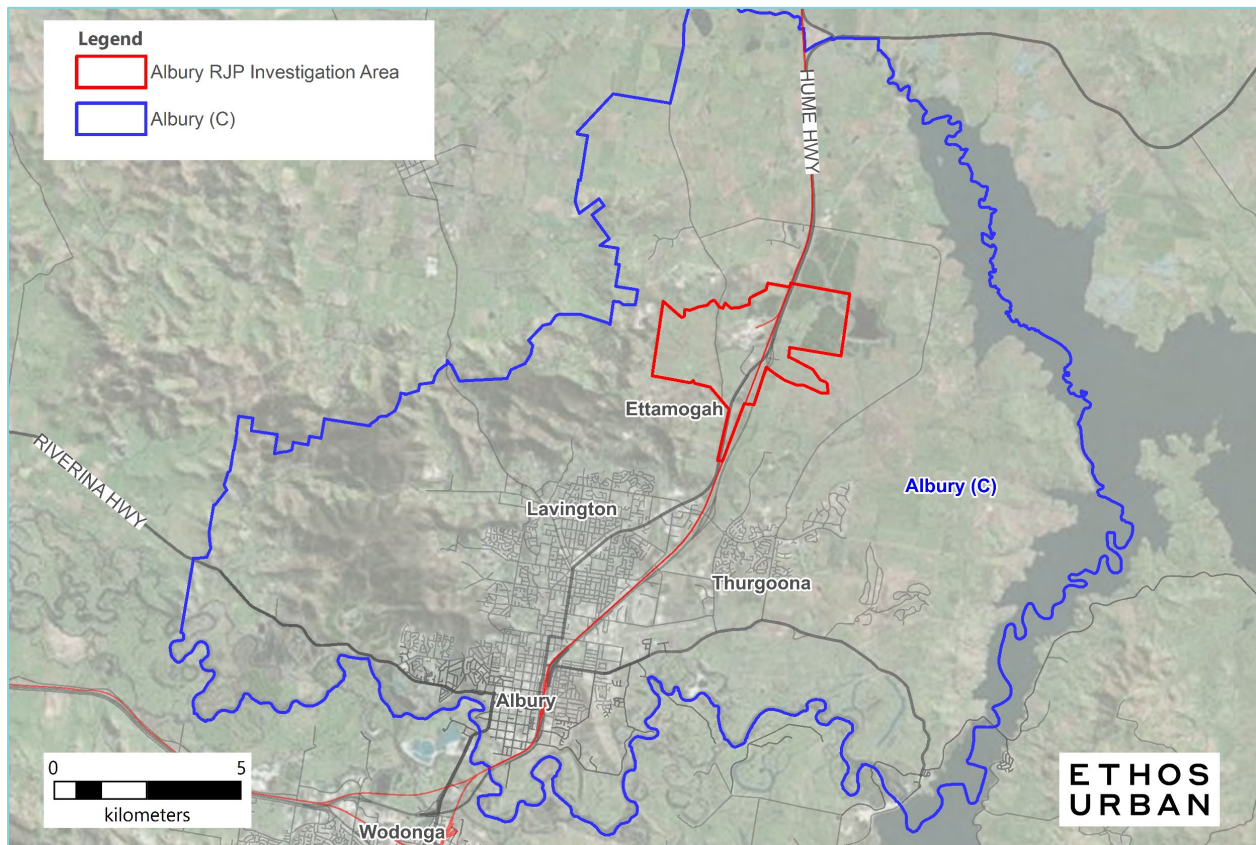 Legend
Albury RJP Investigation Area
Albury (C)
HUME HWY
Ettamogah
RIVERINA HWY
Albury (C)
Lavington
Thurgoona
Albury
0 5
kilometers
Wodonga
ETHOS
URBAN